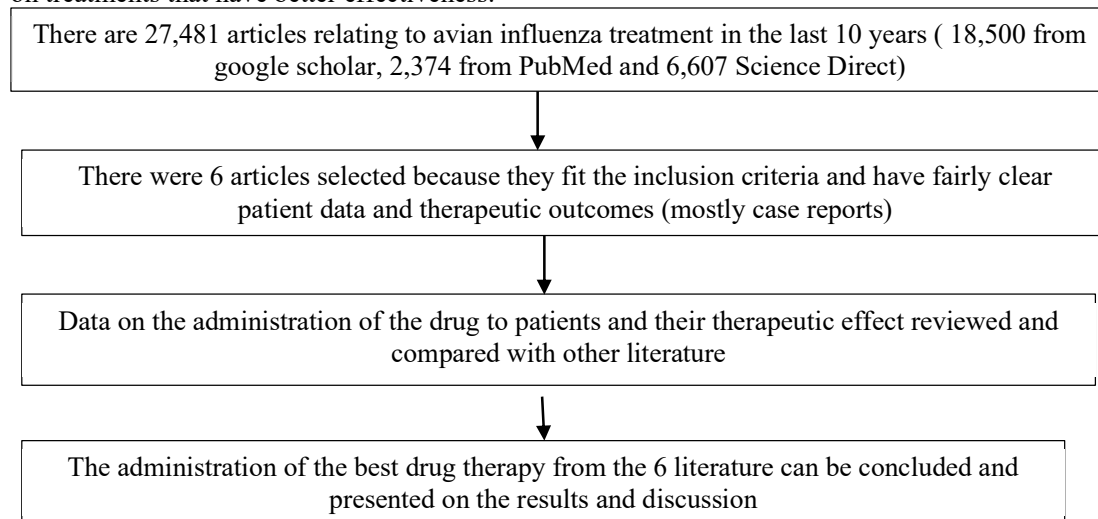 on treatments that have better effectiveness.
There are 27,481 articles relating to avian influenza treatment in the last 10 years ( 18,500 from
google scholar, 2,374 from PubMed and 6,607 Science Direct)
There were 6 articles selected because they fit the inclusion criteria and have fairly clear
patient data and therapeutic outcomes (mostly case reports)
Data on the administration of the drug to patients and their therapeutic effect reviewed and
compared with other literature
The administration of the best drug therapy from the 6 literature can be concluded and
presented on the results and discussion